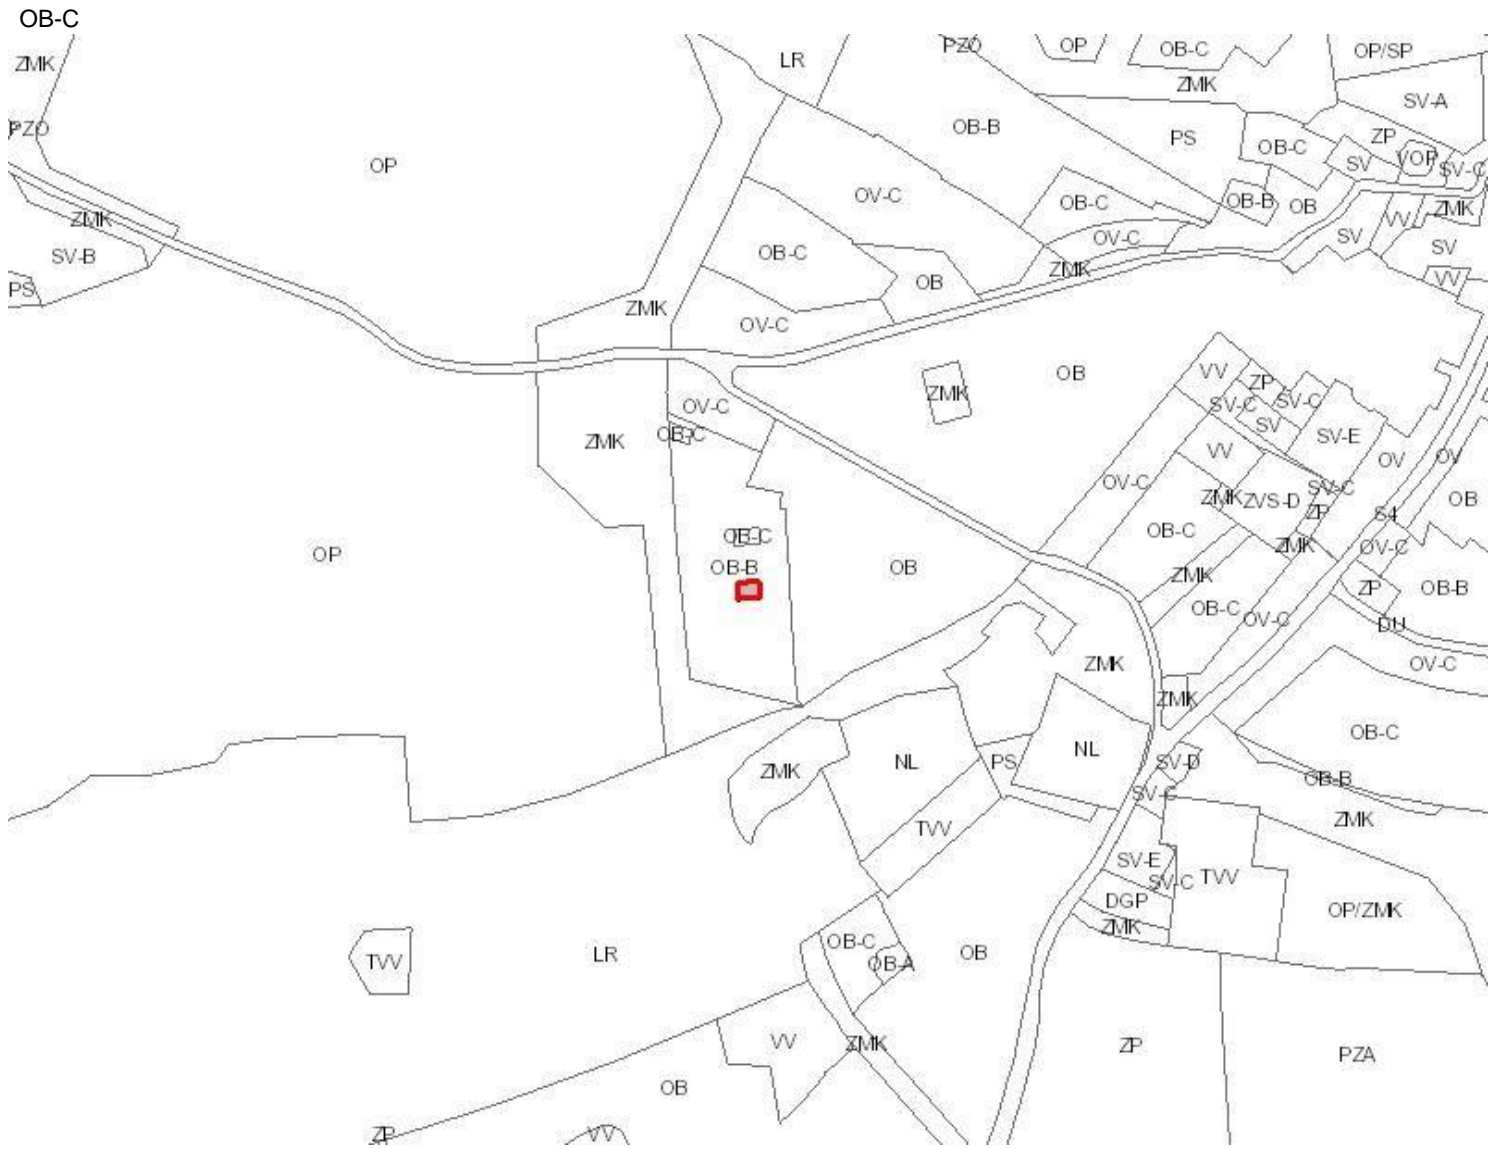 OB-C
ZMK
LR
PZO
OP
OB-C
OP/SP
ZMK
SV-A
PZO
OP
OB-B
PS
OB-C
ZP
SV
VOP
SV-C
OV-C
OB-C
OB-B
OB
VV
ZMK
ZMK
SV-B
OB-C
OV-C
SV
SV
ZMK
VV
PS
OB
ZMK
OV-C
OB
VV
ZP
ZMK
SV-C
SV-C
OV-C
SV
SV-E
OB-C
ZMK
VV
OV
OV
OV-C
SV-C
ZMK
ZVS-D
OB
ZP
S4
OB-C
OB-C
ZMK
OV-C
OP
OB-B
OB
ZMK
ZP
OB-B
OB-C
OV-C
DU
ZMK
OV-C
ZMK
OB-C
NL
PS
NL
SV-D
ZMK
OB-B
SV-C
ZMK
TVV
SV-E
SV-C
TVV
DGP
OP/ZMK
ZMK
OB-C
OB
LR
TVV
OB-A
VV
ZMK
ZP
PZA
OB
ZP
VV